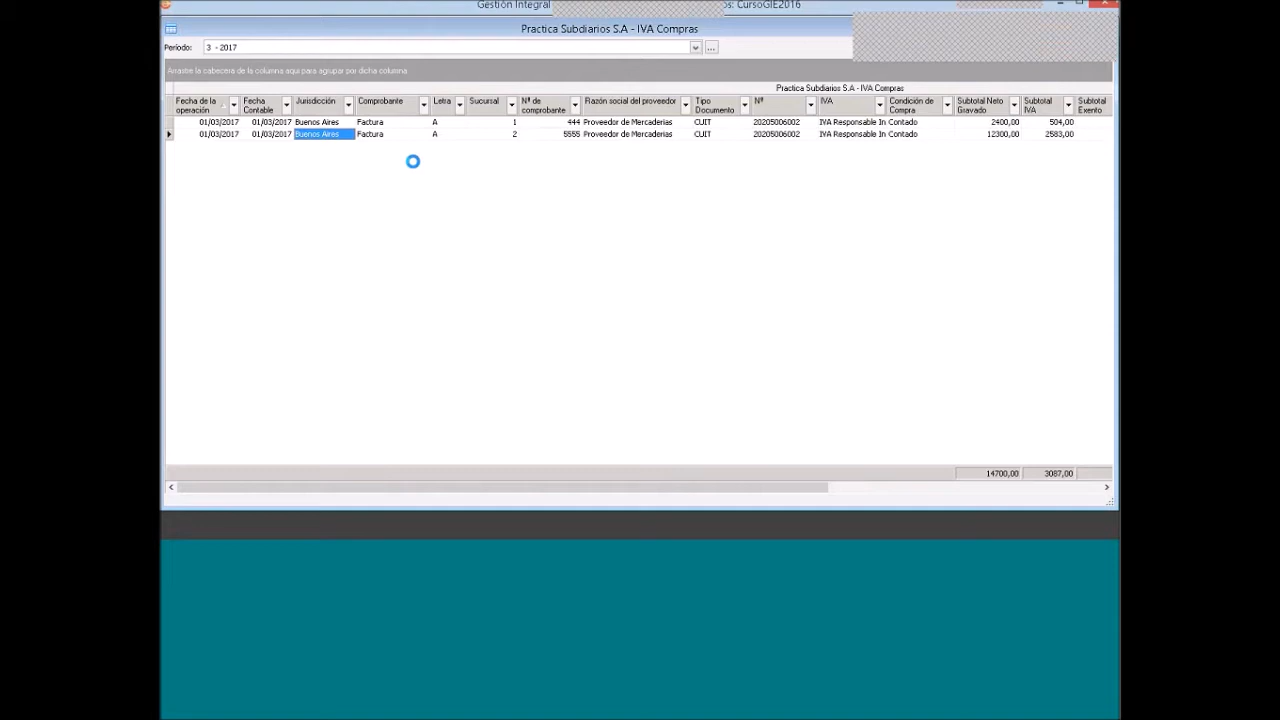 Gestión Integral os: CursoGIE2016
Practica Subdiarios S.A - IVA Compras
Período: 3 - 2017 ...
Arrastre la cabecera de la columna aquí para agrupar por dicha columna
Practica Subdiarios S.A - IVA Compras
Fecha de la operación Fecha Contable Jurisdicción Comprobante Letra Sucursal Nº de comprobante Razón social del proveedor Tipo Documento Nº IVA Condición de Compra Subtotal Neto Gravado Subtotal IVA Subtotal Exento
01/03/2017 01/03/2017 Buenos Aires Factura A 1 444 Proveedor de Mercaderias CUIT 20205006002 IVA Responsable In Contado 2400,00 504,00
01/03/2017 01/03/2017 Buenos Aires Factura A 2 5555 Proveedor de Mercaderias CUIT 20205006002 IVA Responsable In Contado 12300,00 2583,00
14700,00 3087,00